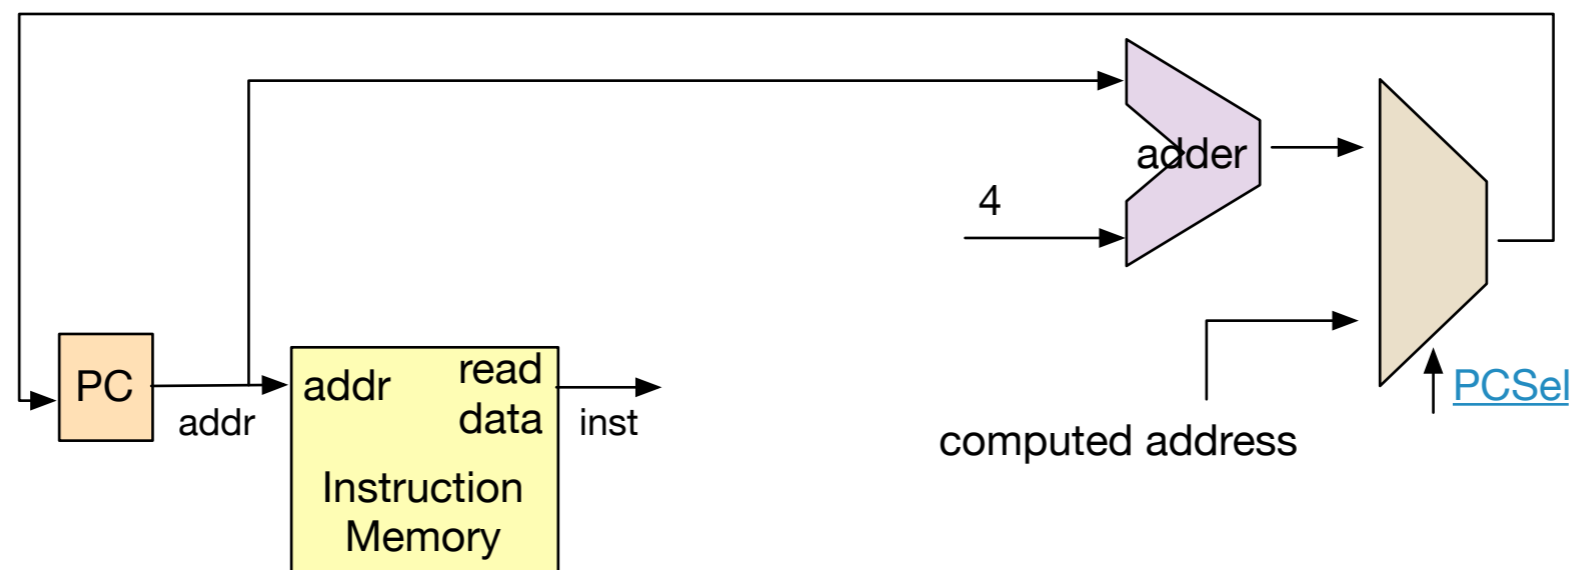 adder
4
PC
addr
addr
read
data
inst
Instruction
Memory
computed address
PCSel